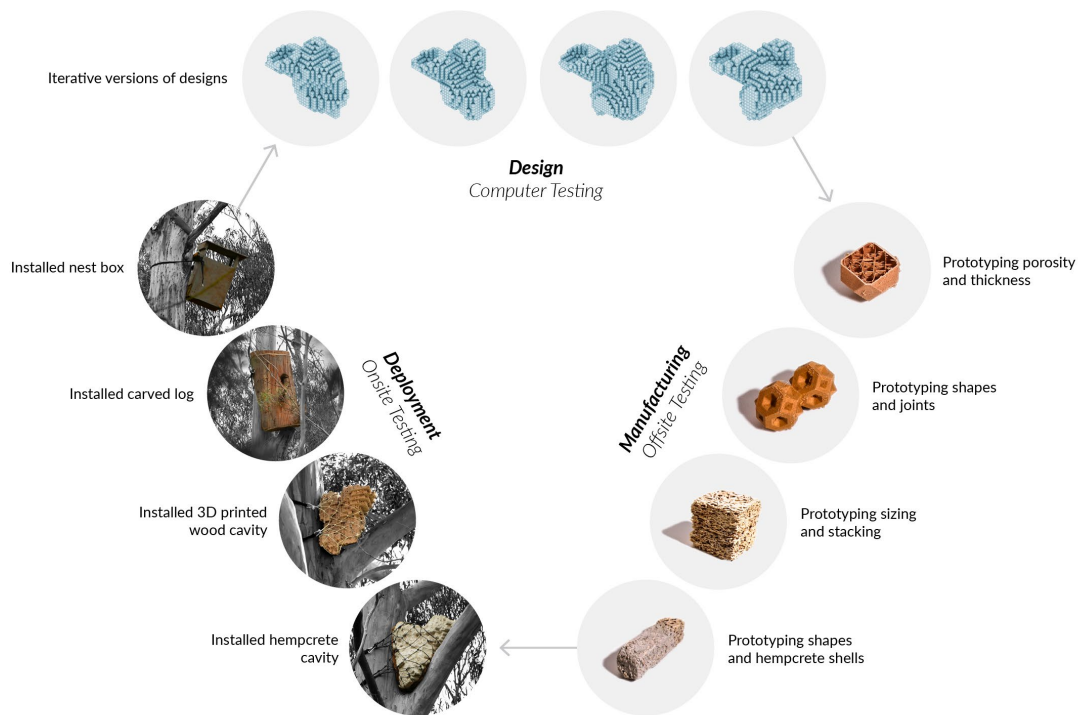 Iterative versions of designs
Design
Computer Testing
Installed nest box
Prototyping porosity
and thickness
Installed carved log
Deployment
Onsite Testing
Manufacturing
Offsite Testing
Prototyping shapes
and joints
Installed 3D printed
wood cavity
Prototyping sizing
and stacking
Installed hempcrete
cavity
Prototyping shapes
and hempcrete shells